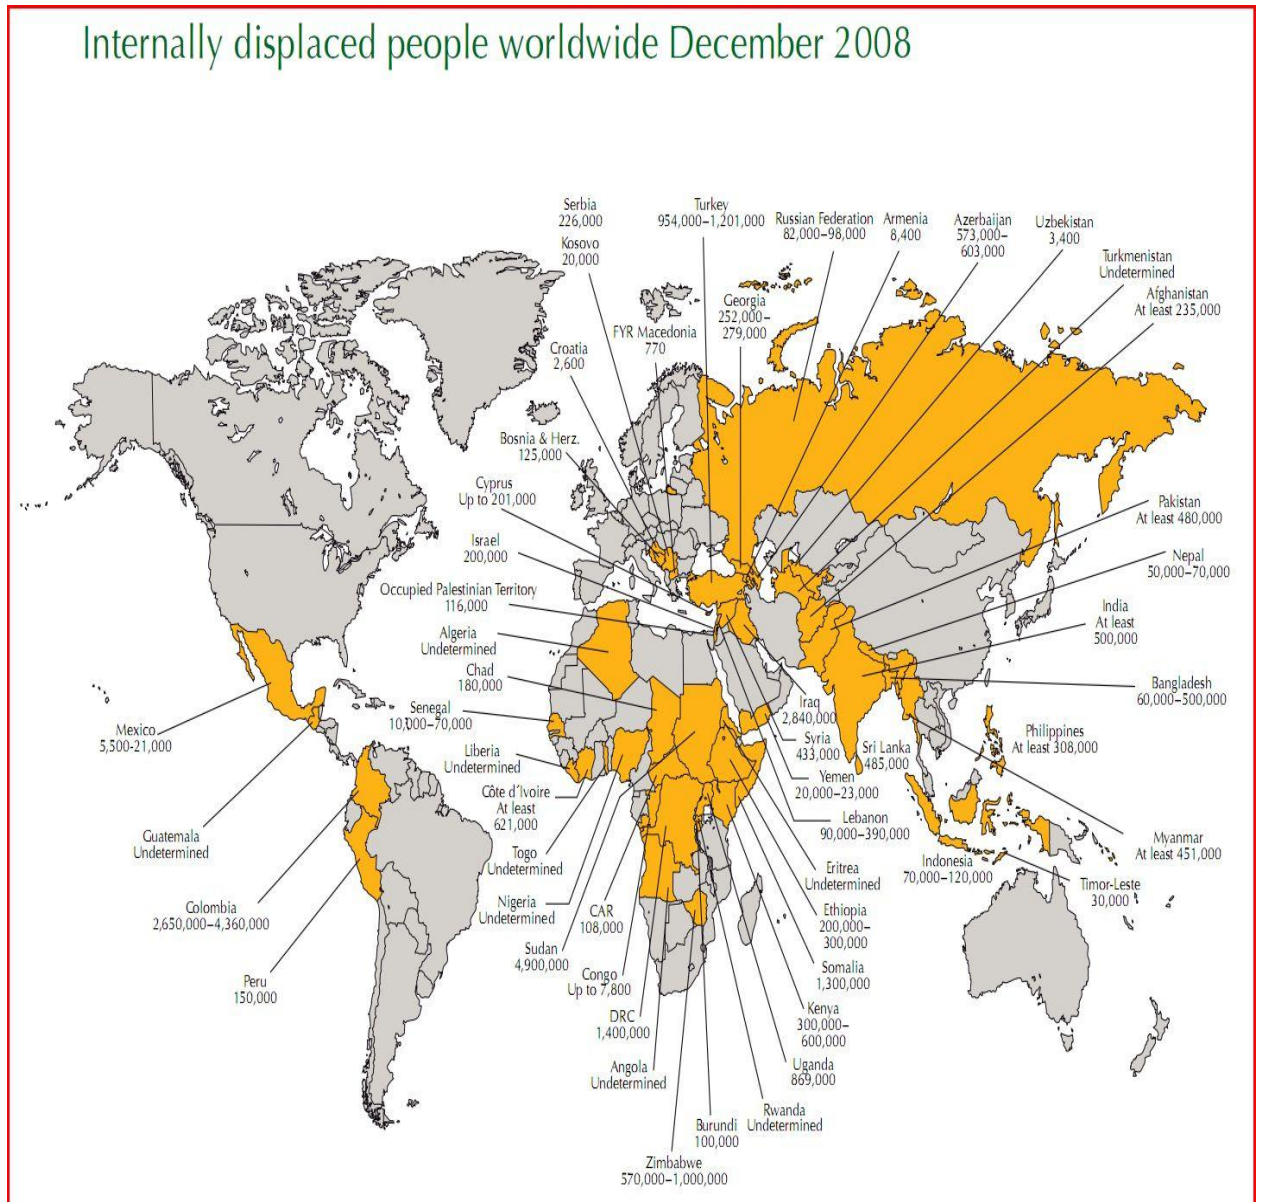 Internally displaced people worldwide December 2008
Serbia
226,000
Kosovo
20,000
Turkey
954,000–1,201,000
Russian Federation
82,000–98,000
Armenia
8,400
Azerbaijan
573,000–
603,000
Uzbekistan
3,400
Turkmenistan
Undetermined
Afghanistan
At least 235,000
Georgia
252,000–
279,000
FYR Macedonia
770
Croatia
2,600
Bosnia & Herz.
125,000
Cyprus
Up to 201,000
Israel
200,000
Occupied Palestinian Territory
116,000
Algeria
Undetermined
Chad
180,000
Senegal
10,000–70,000
Liberia
Undetermined
Côte d´Ivoire
At least
621,000
Togo
Undetermined
Nigeria
Undetermined
Sudan
4,900,000
CAR
108,000
Congo
Up to 7,800
DRC
1,400,000
Angola
Undetermined
Zimbabwe
570,000–1,000,000
Burundi
100,000
Rwanda
Undetermined
Uganda
869,000
Kenya
300,000–
600,000
Somalia
1,300,000
Ethiopia
200,000–
300,000
Eritrea
Undetermined
Lebanon
90,000–390,000
Yemen
20,000–23,000
Syria
433,000
Iraq
2,840,000
Pakistan
At least 480,000
Nepal
50,000–70,000
India
At least
500,000
Bangladesh
60,000–500,000
Philippines
At least 308,000
Sri Lanka
485,000
Myanmar
At least 451,000
Indonesia
70,000–120,000
Timor-Leste
30,000
Mexico
5,500-21,000
Guatemala
Undetermined
Colombia
2,650,000–4,360,000
Peru
150,000